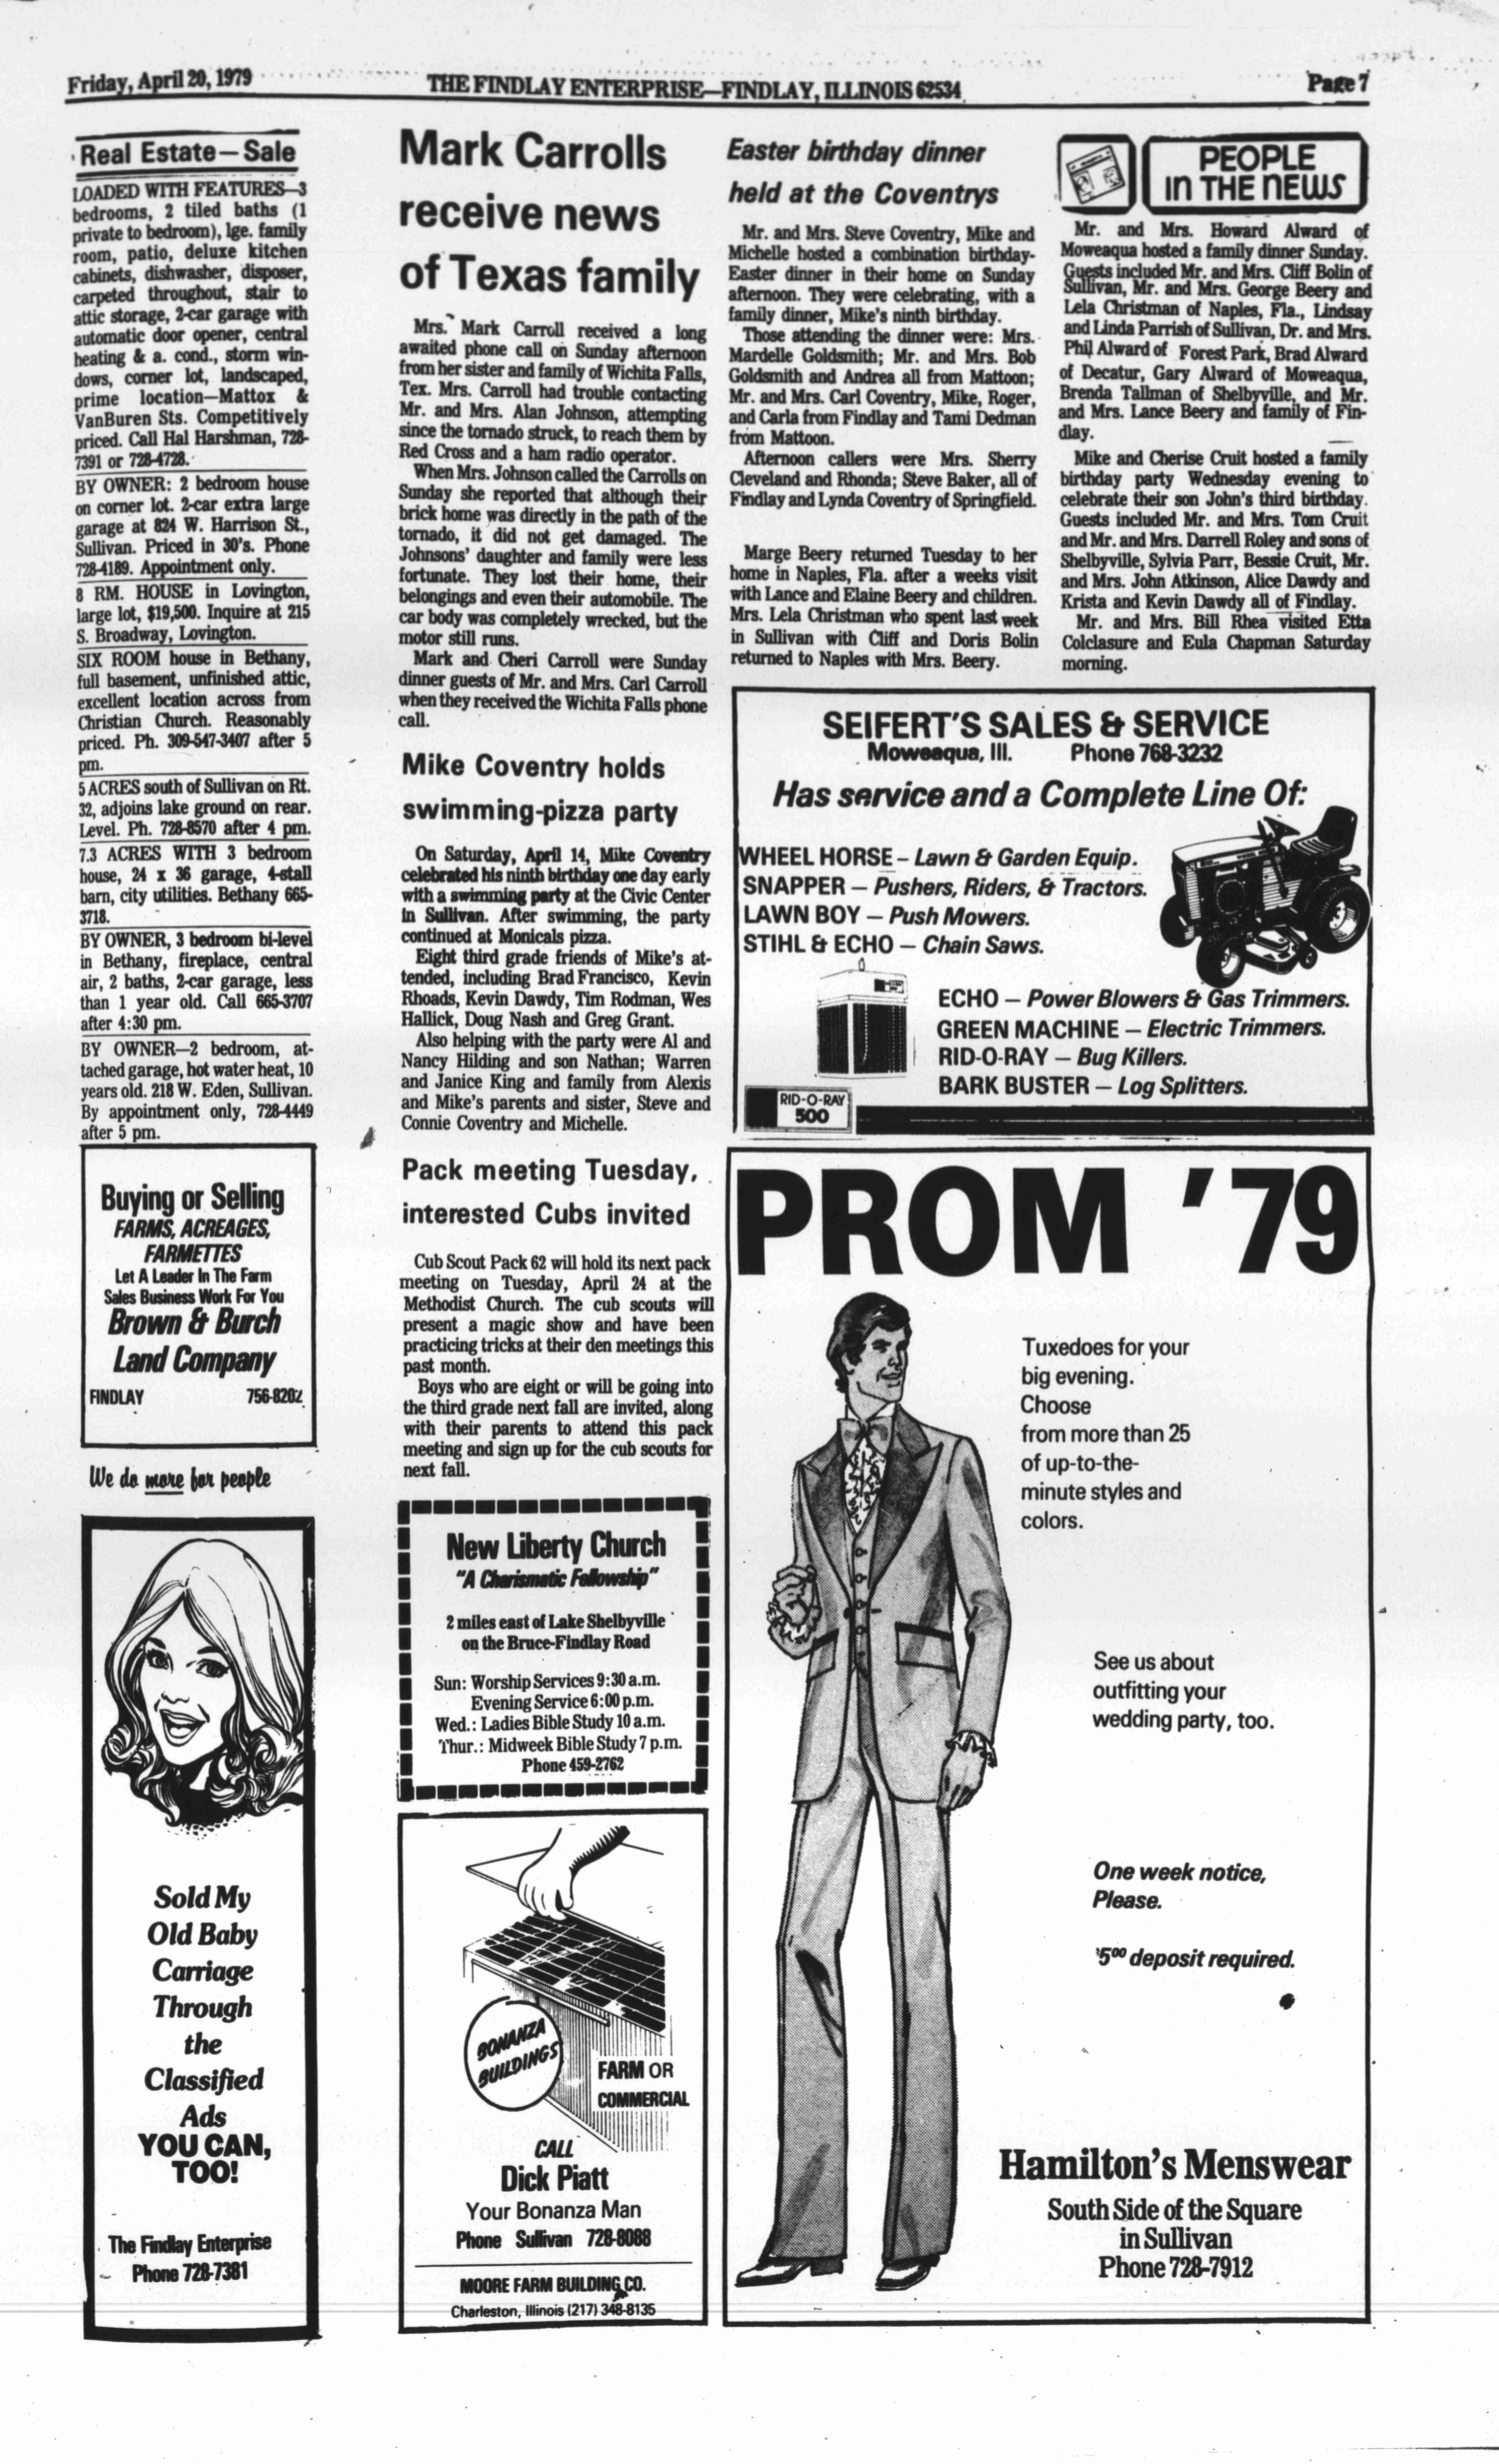 Friday, April 20, 1979
THE FINDLAY ENTERPRISE—FINDLAY, ILLINOIS 62534
Page 7
Real Estate—Sale
LOADED WITH FEATURES—3
bedrooms, 2 tiled baths (1
private to bedroom), lge. family
room, patio, deluxe kitchen
cabinets, dishwasher, disposer,
carpeted throughout, stair to
attic storage, 2-car garage with
automatic door opener, central
heating & a. cond., storm win-
dows, corner lot, landscaped,
prime location—Mattox &
VanBuren Sts. Competitively
priced. Call Hal Harshman, 728-
7391 or 728-4728.
BY OWNER: 2 bedroom house
on corner lot. 2-car extra large
garage at 824 W. Harrison St.,
Sullivan. Priced in 30's. Phone
728-4189. Appointment only.
8 RM. HOUSE in Lovington,
large lot, $19,500. Inquire at 215
S. Broadway, Lovington.
SIX ROOM house in Bethany,
full basement, unfinished attic,
excellent location across from
Christian Church. Reasonably
priced. Ph. 309-547-3407 after 5
pm.
5 ACRES south of Sullivan on Rt.
32, adjoins lake ground on rear.
Level. Ph. 728-8570 after 4 pm.
7.3 ACRES WITH 3 bedroom
house, 24 x 36 garage, 4-stall
barn, city utilities. Bethany 665-
3718.
BY OWNER, 3 bedroom bi-level
in Bethany, fireplace, central
air, 2 baths, 2-car garage, less
than 1 year old. Call 665-3707
after 4:30 pm.
BY OWNER—2 bedroom, at-
tached garage, hot water heat, 10
years old. 218 W. Eden, Sullivan.
By appointment only, 728-4449
after 5 pm.
Buying or Selling
FARMS, ACREAGES,
FARMETTES
Let A Leader In The Farm
Sales Business Work For You
Brown & Burch
Land Company
FINDLAY 756-8202
We do more for people
Sold My
Old Baby
Carriage
Through
the
Classified
Ads
YOU CAN,
TOO!
The Findlay Enterprise
Phone 728-7381
Mark Carrolls
receive news
of Texas family
Mrs. Mark Carroll received a long
awaited phone call on Sunday afternoon
from her sister and family of Wichita Falls,
Tex. Mrs. Carroll had trouble contacting
Mr. and Mrs. Alan Johnson, attempting
since the tornado struck, to reach them by
Red Cross and a ham radio operator.
When Mrs. Johnson called the Carrolls on
Sunday she reported that although their
brick home was directly in the path of the
tornado, it did not get damaged. The
Johnsons' daughter and family were less
fortunate. They lost their home, their
belongings and even their automobile. The
car body was completely wrecked, but the
motor still runs.
Mark and Cheri Carroll were Sunday
dinner guests of Mr. and Mrs. Carl Carroll
when they received the Wichita Falls phone
call.
Mike Coventry holds
swimming-pizza party
On Saturday, April 14, Mike Coventry
celebrated his ninth birthday one day early
with a swimming party at the Civic Center
in Sullivan. After swimming, the party
continued at Monicals pizza.
Eight third grade friends of Mike's at-
tended, including Brad Francisco, Kevin
Rhoads, Kevin Dawdy, Tim Rodman, Wes
Hallick, Doug Nash and Greg Grant.
Also helping with the party were Al and
Nancy Hilding and son Nathan; Warren
and Janice King and family from Alexis
and Mike's parents and sister, Steve and
Connie Coventry and Michelle.
Pack meeting Tuesday,
interested Cubs invited
Cub Scout Pack 62 will hold its next pack
meeting on Tuesday, April 24 at the
Methodist Church. The cub scouts will
present a magic show and have been
practicing tricks at their den meetings this
past month.
Boys who are eight or will be going into
the third grade next fall are invited, along
with their parents to attend this pack
meeting and sign up for the cub scouts for
next fall.
New Liberty Church
"A Charismatic Fellowship"
2 miles east of Lake Shelbyville
on the Bruce-Findlay Road
Sun: Worship Services 9:30 a.m.
Evening Service 6:00 p.m.
Wed.: Ladies Bible Study 10 a.m.
Thur.: Midweek Bible Study 7 p.m.
Phone 459-2762
BONANZA
BUILDINGS
FARM OR
COMMERCIAL
CALL
Dick Piatt
Your Bonanza Man
Phone Sullivan 728-8088
MOORE FARM BUILDING CO.
Charleston, Illinois (217) 348-8135
Easter birthday dinner
held at the Coventrys
Mr. and Mrs. Steve Coventry, Mike and
Michelle hosted a combination birthday-
Easter dinner in their home on Sunday
afternoon. They were celebrating, with a
family dinner, Mike's ninth birthday.
Those attending the dinner were: Mrs.
Mardelle Goldsmith; Mr. and Mrs. Bob
Goldsmith and Andrea all from Mattoon;
Mr. and Mrs. Carl Coventry, Mike, Roger,
and Carla from Findlay and Tami Dedman
from Mattoon.
Afternoon callers were Mrs. Sherry
Cleveland and Rhonda; Steve Baker, all of
Findlay and Lynda Coventry of Springfield.
Marge Beery returned Tuesday to her
home in Naples, Fla. after a weeks visit
with Lance and Elaine Beery and children.
Mrs. Lela Christman who spent last week
in Sullivan with Cliff and Doris Bolin
returned to Naples with Mrs. Beery.
PEOPLE
in THE NEWS
Mr. and Mrs. Howard Alward of
Moweaqua hosted a family dinner Sunday.
Guests included Mr. and Mrs. Cliff Bolin of
Sullivan, Mr. and Mrs. George Beery and
Lela Christman of Naples, Fla., Lindsay
and Linda Parrish of Sullivan, Dr. and Mrs.
Phil Alward of Forest Park, Brad Alward
of Decatur, Gary Alward of Moweaqua,
Brenda Tallman of Shelbyville, and Mr.
and Mrs. Lance Beery and family of Fin-
dlay.
Mike and Cherise Cruit hosted a family
birthday party Wednesday evening to
celebrate their son John's third birthday.
Guests included Mr. and Mrs. Tom Cruit
and Mr. and Mrs. Darrell Roley and sons of
Shelbyville, Sylvia Parr, Bessie Cruit, Mr.
and Mrs. John Atkinson, Alice Dawdy and
Krista and Kevin Dawdy all of Findlay.
Mr. and Mrs. Bill Rhea visited Etta
Colclasure and Eula Chapman Saturday
morning.
SEIFERT'S SALES & SERVICE
Moweaqua, Ill. Phone 768-3232
Has service and a Complete Line Of:
WHEEL HORSE – Lawn & Garden Equip.
SNAPPER – Pushers, Riders, & Tractors.
LAWN BOY – Push Mowers.
STIHL & ECHO – Chain Saws.
ECHO – Power Blowers & Gas Trimmers.
GREEN MACHINE – Electric Trimmers.
RID-O-RAY – Bug Killers.
BARK BUSTER – Log Splitters.
RID-O-RAY
500
PROM '79
Tuxedoes for your
big evening.
Choose
from more than 25
of up-to-the-
minute styles and
colors.
See us about
outfitting your
wedding party, too.
One week notice,
Please.
$5⁰⁰ deposit required.
Hamilton's Menswear
South Side of the Square
in Sullivan
Phone 728-7912